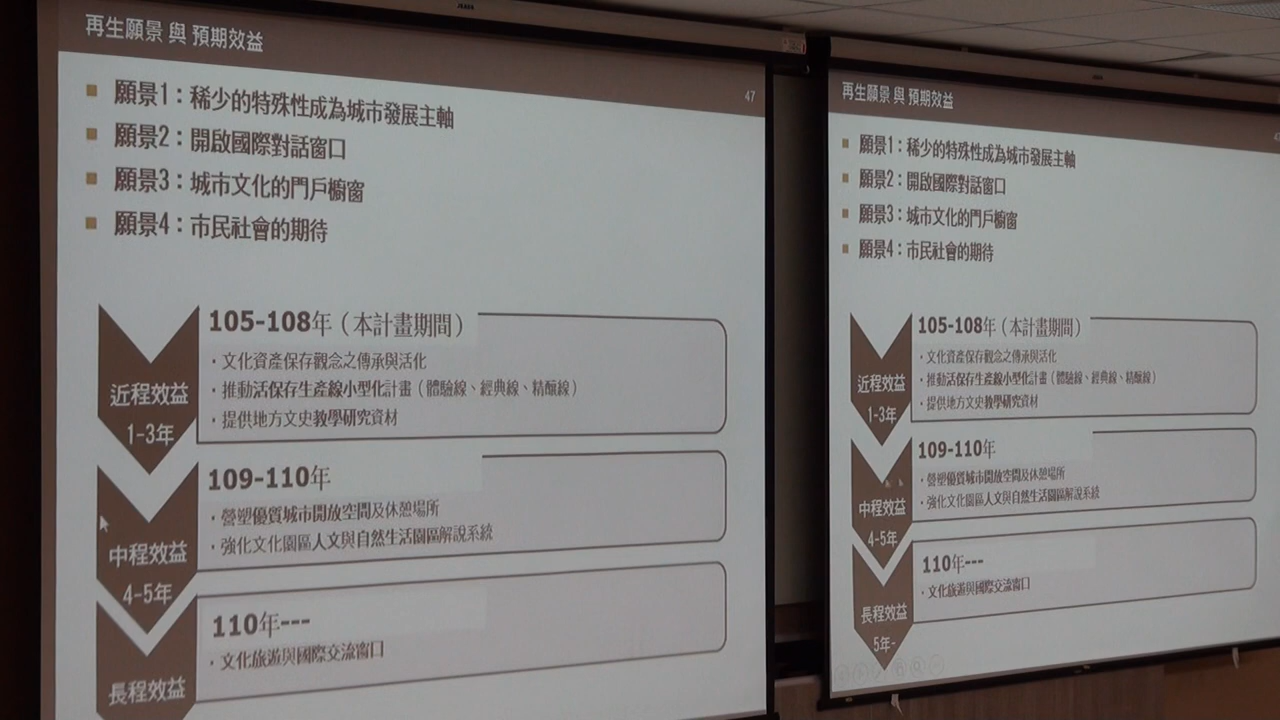 再生願景 與 預期效益
47
願景1：稀少的特殊性成為城市發展主軸
願景2：開啟國際對話窗口
願景3：城市文化的門戶櫥窗
願景4：市民社會的期待
近程效益
1-3年
105-108年（本計畫期間）
・文化資產保存觀念之傳承與活化
・推動活保存生產線小型化計畫（體驗線、經典線、精釀線）
・提供地方文史教學研究資材
中程效益
4-5年
109-110年
・營塑優質城市開放空間及休憩場所
・強化文化園區人文與自然生活園區解說系統
長程效益
110年---
・文化旅遊與國際交流窗口
再生願景 與 預期效益
願景1：稀少的特殊性成為城市發展主軸
願景2：開啟國際對話窗口
願景3：城市文化的門戶櫥窗
願景4：市民社會的期待
近程效益
1-3年
105-108年（本計畫期間）
・文化資產保存觀念之傳承與活化
・推動活保存生產線小型化計畫（體驗線、經典線、精釀線）
・提供地方文史教學研究資材
中程效益
4-5年
109-110年
・營塑優質城市開放空間及休憩場所
・強化文化園區人文與自然生活園區解說系統
長程效益
5年-
110年---
・文化旅遊與國際交流窗口